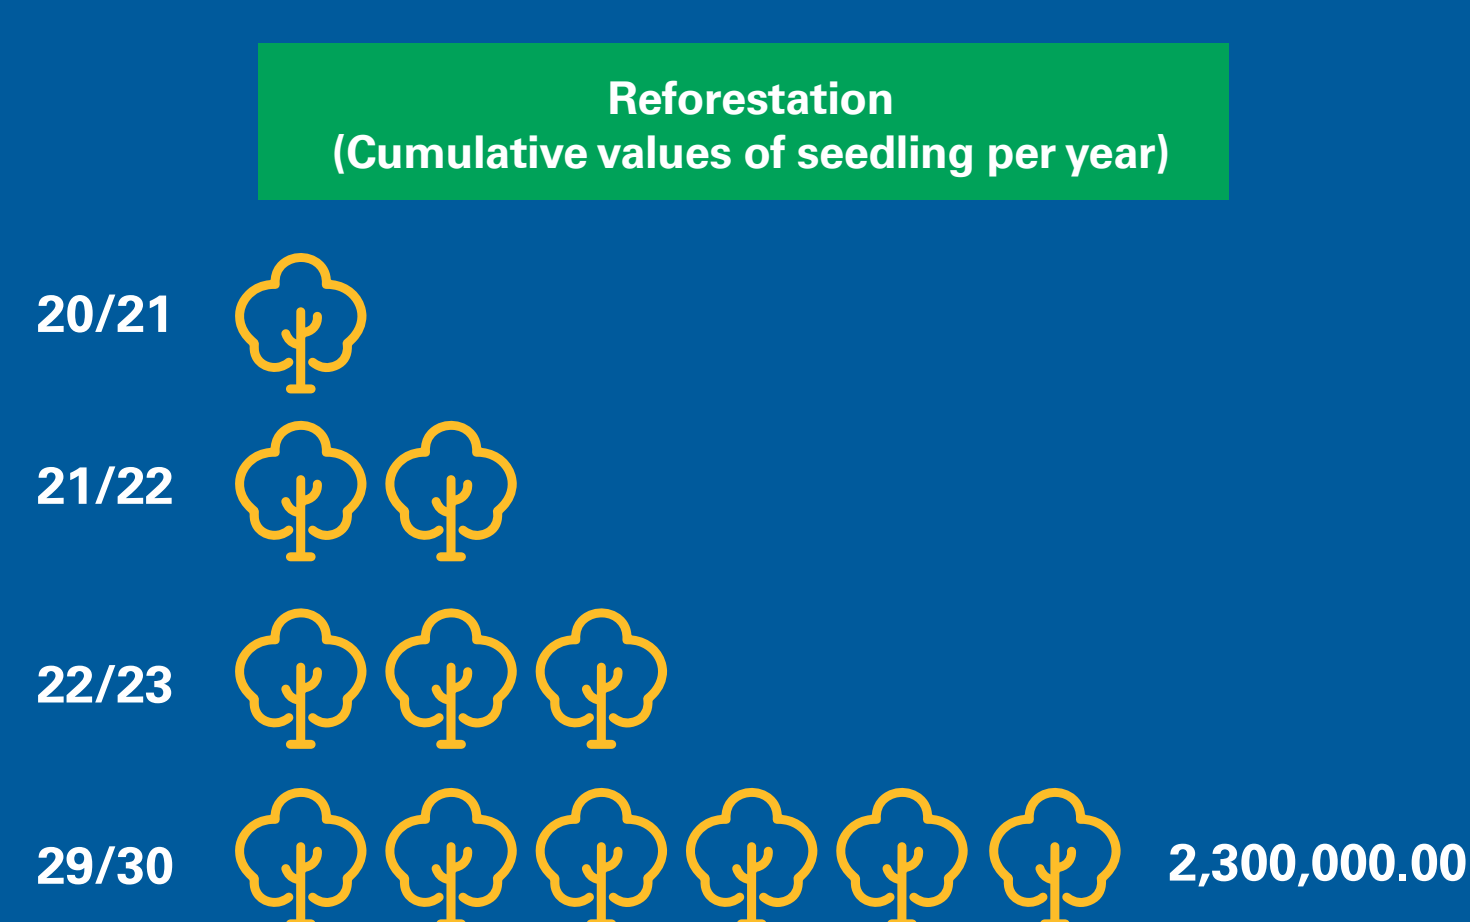 Reforestation
(Cumulative values of seedling per year)
20/21
21/22
22/23
29/30 2,300,000.00